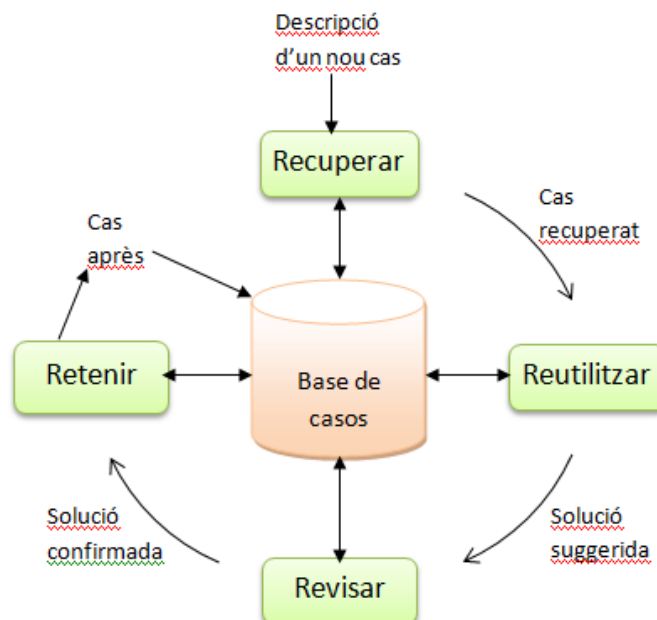 Descripció
d'un nou cas
Recuperar
Cas
recuperat
Cas
après
Retenir
Base de
casos
Reutilitzar
Solució
confirmada
Solució
suggerida
Revisar